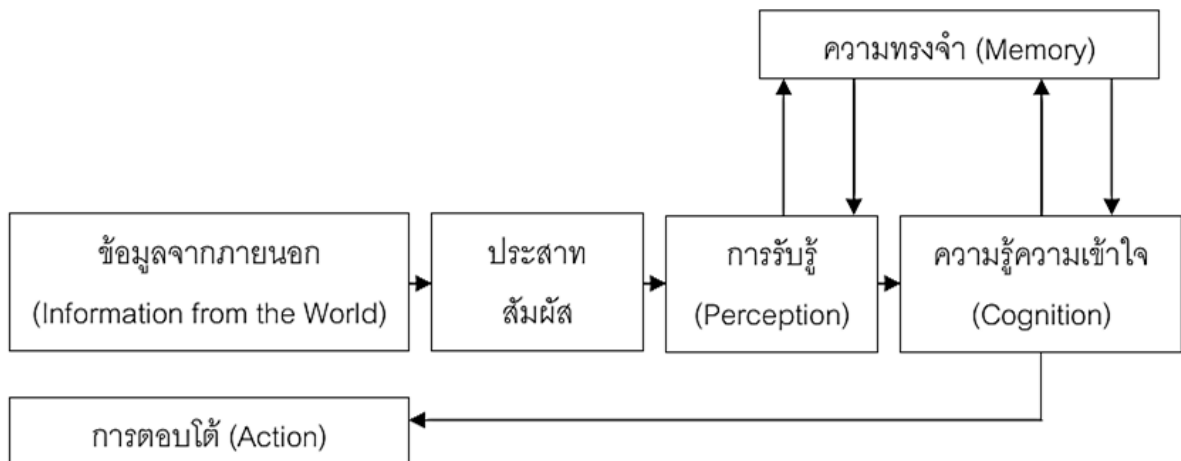 ความทรงจำ (Memory)
ข้อมูลจากภายนอก
(Information from the World)
ประสาท
สัมผัส
การรับรู้
(Perception)
ความรู้ความเข้าใจ
(Cognition)
การตอบโต้ (Action)